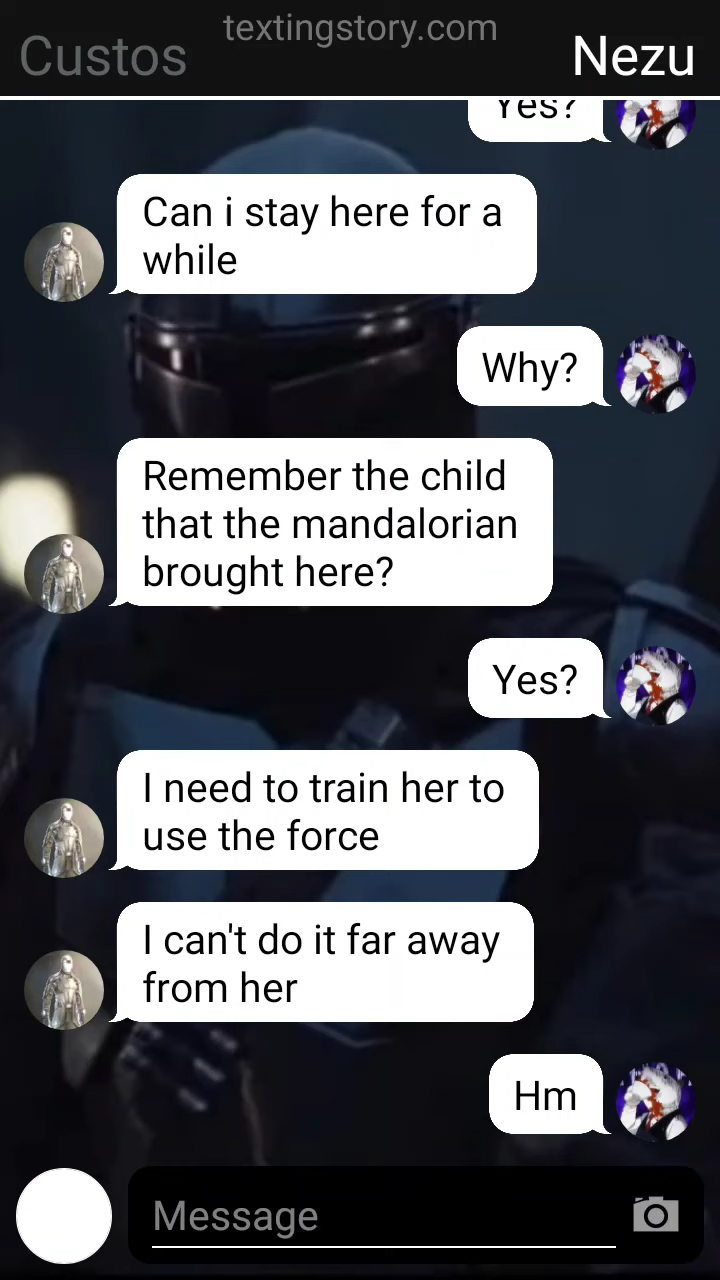 textingstory.com
Custos
Nezu
Yes?
Can i stay here for a
while
Why?
Remember the child
that the mandalorian
brought here?
Yes?
I need to train her to
use the force
I can't do it far away
from her
Hm
Message